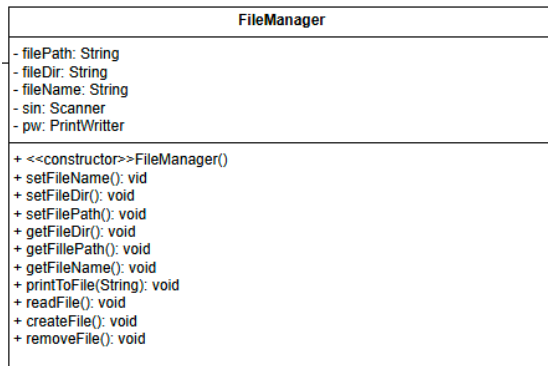 FileManager
- filePath: String
- fileDir: String
- fileName: String
- sin: Scanner
- pw: PrintWritter
+ <<constructor>>FileManager()
+ setFileName(): vid
+ setFileDir(): void
+ setFilePath(): void
+ getFileDir(): void
+ getFillePath(): void
+ getFileName(): void
+ printToFile(String): void
+ readFile(): void
+ createFile(): void
+ removeFile(): void